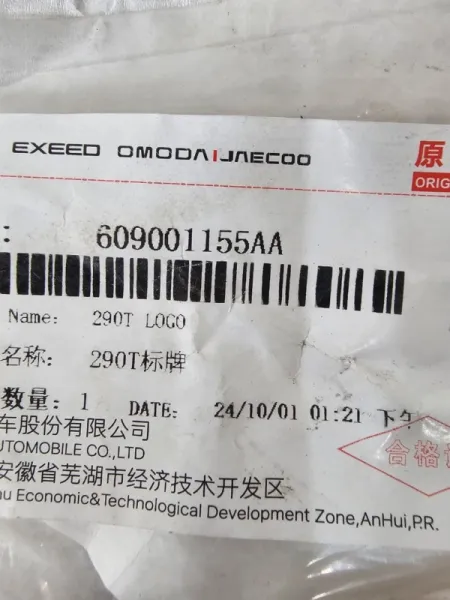 EXEED OMODA|JAECOO
原
ORIG
: 609001155AA
Name: 290T LOGO
名称: 290T标牌
数量: 1 DATE: 24/10/01 01:21 下午
车股份有限公司
UTOMOBILE CO.,LTD
合格
安徽省芜湖市经济技术开发区
hu Economic&Technological Development Zone,AnHui,P.R.